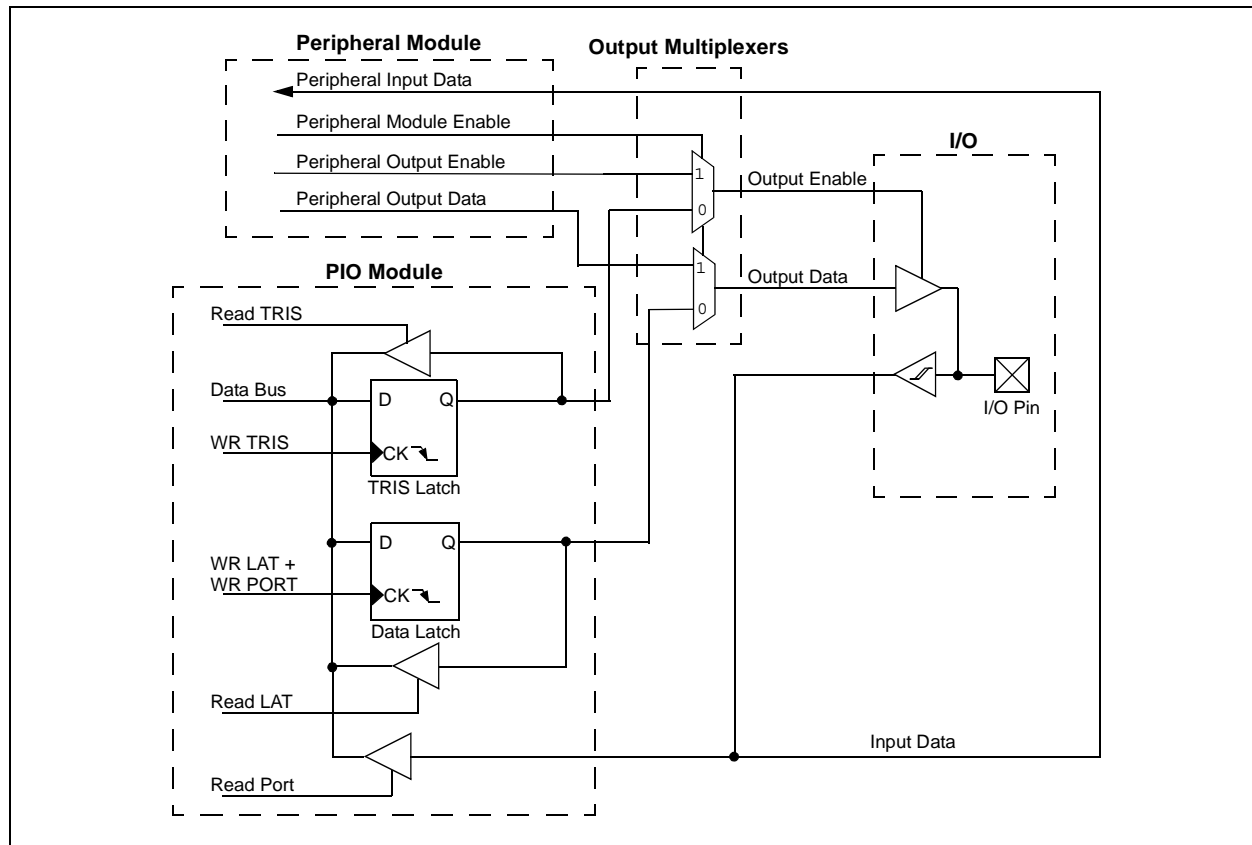 Peripheral Module
Output Multiplexers
Peripheral Input Data
Peripheral Module Enable
I/O
Peripheral Output Enable
1
Output Enable
Peripheral Output Data
0
PIO Module
1
Output Data
0
Read TRIS
Data Bus
D
Q
I/O Pin
WR TRIS
CK
TRIS Latch
D
Q
WR LAT +
WR PORT
CK
Data Latch
Read LAT
Input Data
Read Port